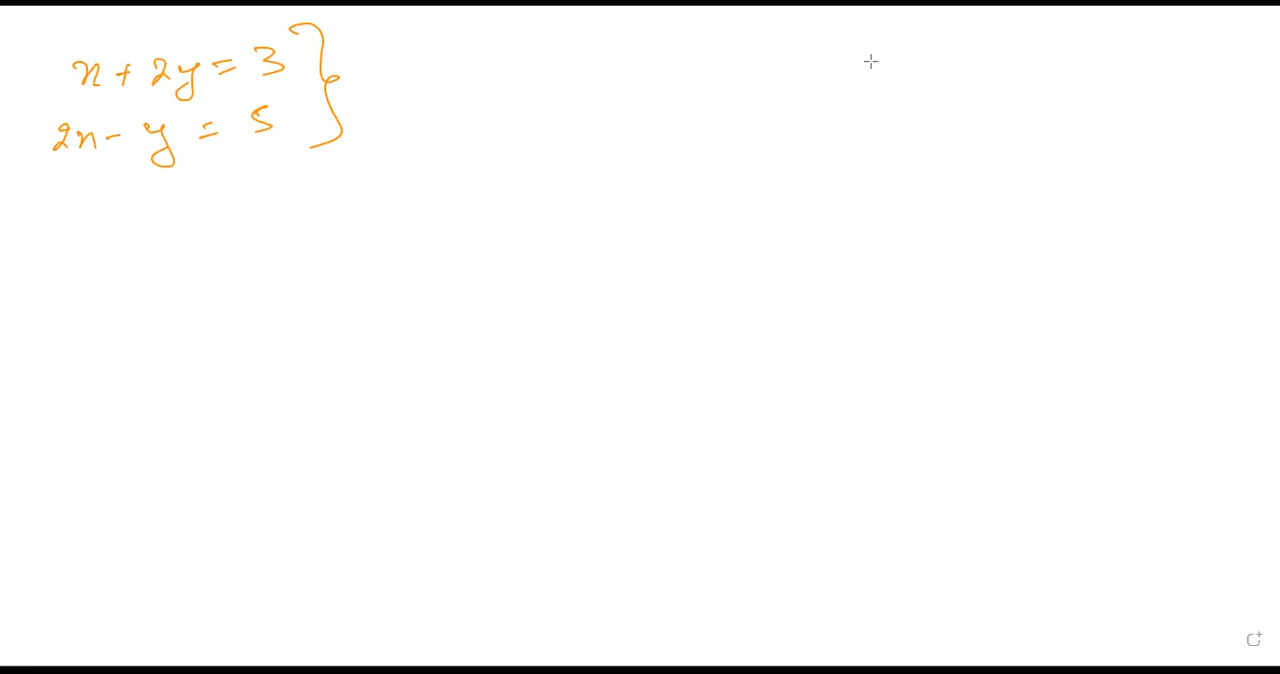 x + 2y = 3
2x - y = 5